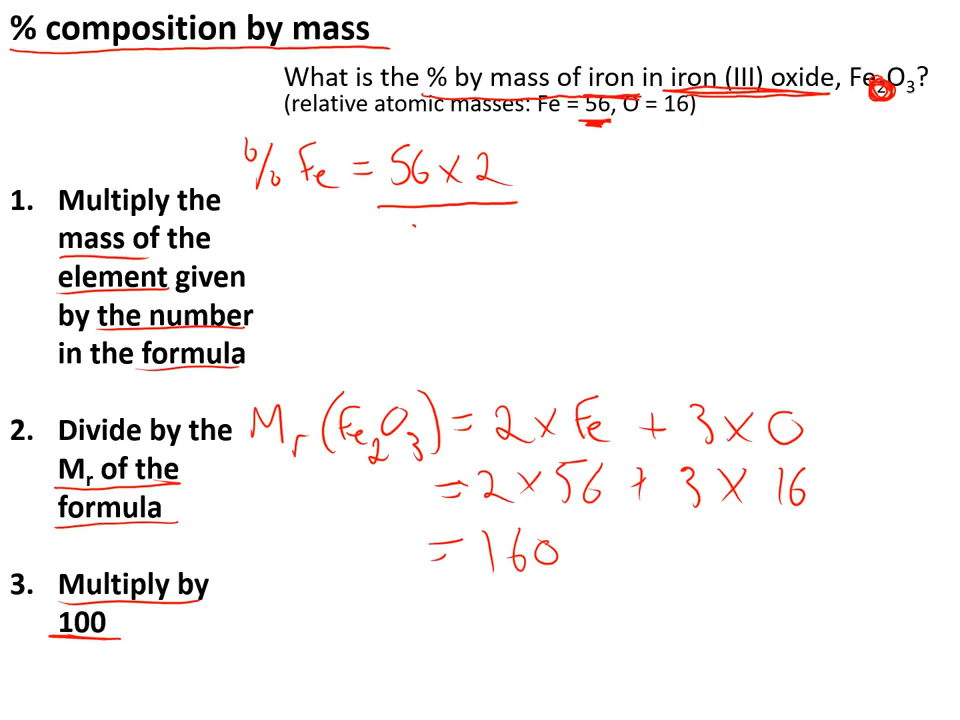 % composition by mass
What is the % by mass of iron in iron (III) oxide, Fe₂O₃?
(relative atomic masses: Fe = 56, O = 16)
% Fe = 56 × 2
1. Multiply the
mass of the
element given
by the number
in the formula
2. Divide by the
Mᵣ of the
formula
Mᵣ (Fe₂O₃) = 2 × Fe + 3 × O
= 2 × 56 + 3 × 16
= 160
3. Multiply by
100